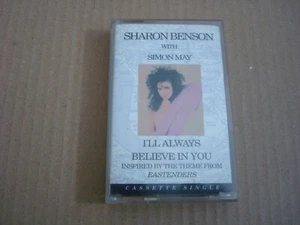 SHARON BENSON
WITH
SIMON MAY
I'LL ALWAYS
BELIEVE IN YOU
INSPIRED BY THE THEME FROM
EASTENDERS
CASSETTE SINGLE